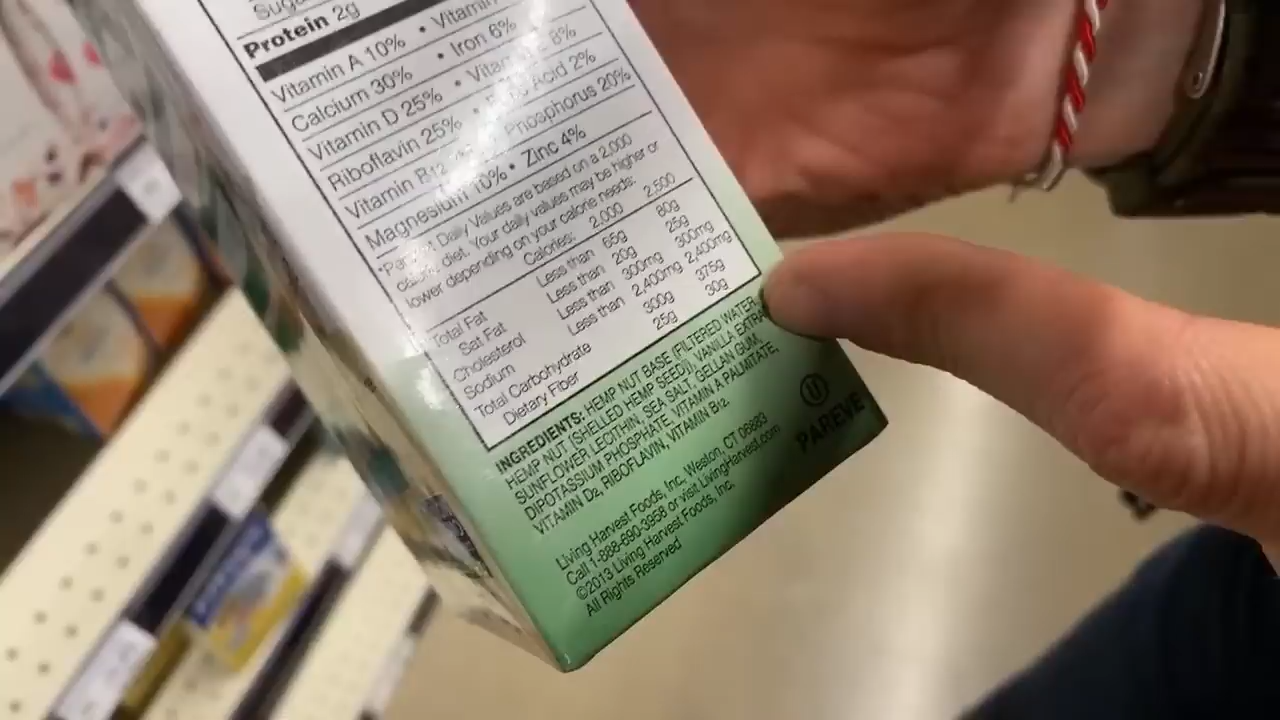 Protein 2g
Vitamin A 10% • Vitamin
Calcium 30% • Iron 6%
Vitamin D 25% • 8%
Riboflavin 25% • Acid 2%
Vitamin B12 Phosphorus 20%
Magnesium 10% • Zinc 4%
Daily Values are based on a 2,000
diet. Your daily values may be higher or
lower depending on your calorie needs:
Calories: 2,000 2,500
Total Fat Less than 65g 80g
Sat Fat Less than 20g 25g
Cholesterol Less than 300mg 300mg
Sodium Less than 2,400mg 2,400mg
Total Carbohydrate 300g 375g
Dietary Fiber 25g 30g
INGREDIENTS: HEMP NUT BASE (FILTERED WATER,
HEMP NUT [SHELLED HEMP SEED]), VANILLA
SUNFLOWER LECITHIN, SEA SALT, GELLAN GUM,
DIPOTASSIUM PHOSPHATE, VITAMIN A PALMITATE,
VITAMIN D2, RIBOFLAVIN, VITAMIN B12.
U
PAREVE
Living Harvest Foods, Inc, Weston, CT 06883
Call 1-888-690-3958 or visit LivingHarvest.com
©2013 Living Harvest Foods, Inc.
All Rights Reserved